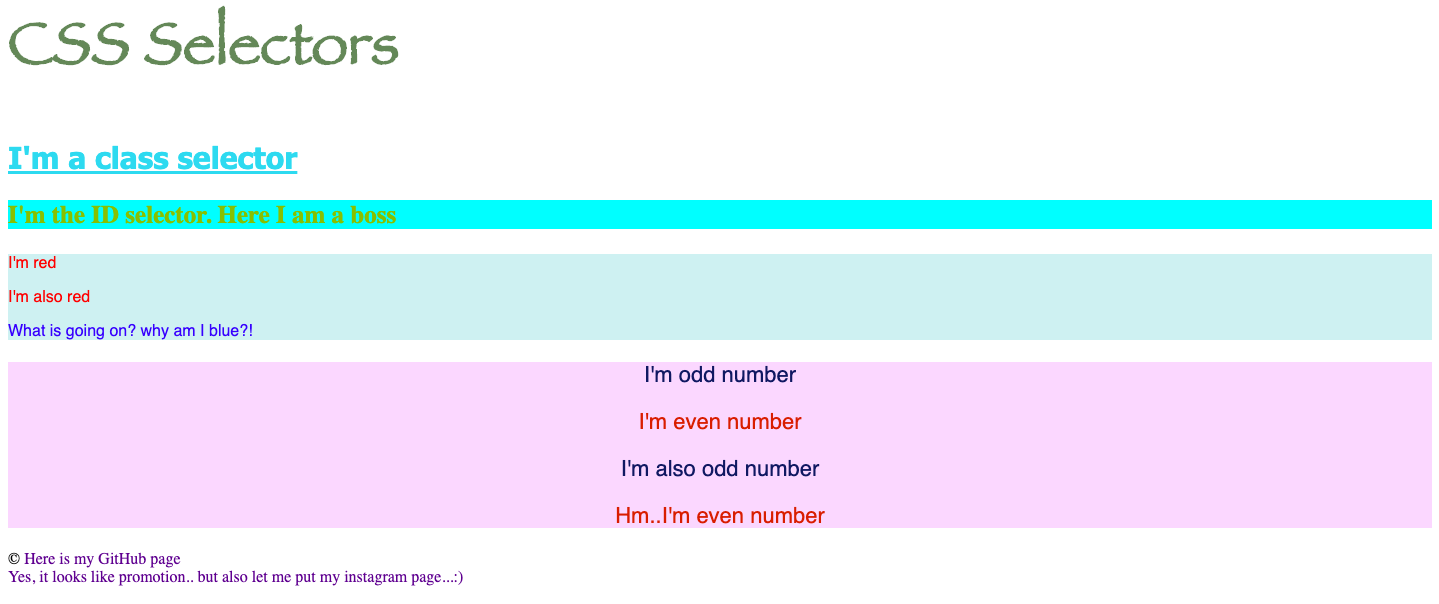 CSS Selectors
I'm a class selector
I'm the ID selector. Here I am a boss
I'm red
I'm also red
What is going on? why am I blue?!
I'm odd number
I'm even number
I'm also odd number
Hm..I'm even number
© Here is my GitHub page
Yes, it looks like promotion.. but also let me put my instagram page...:)